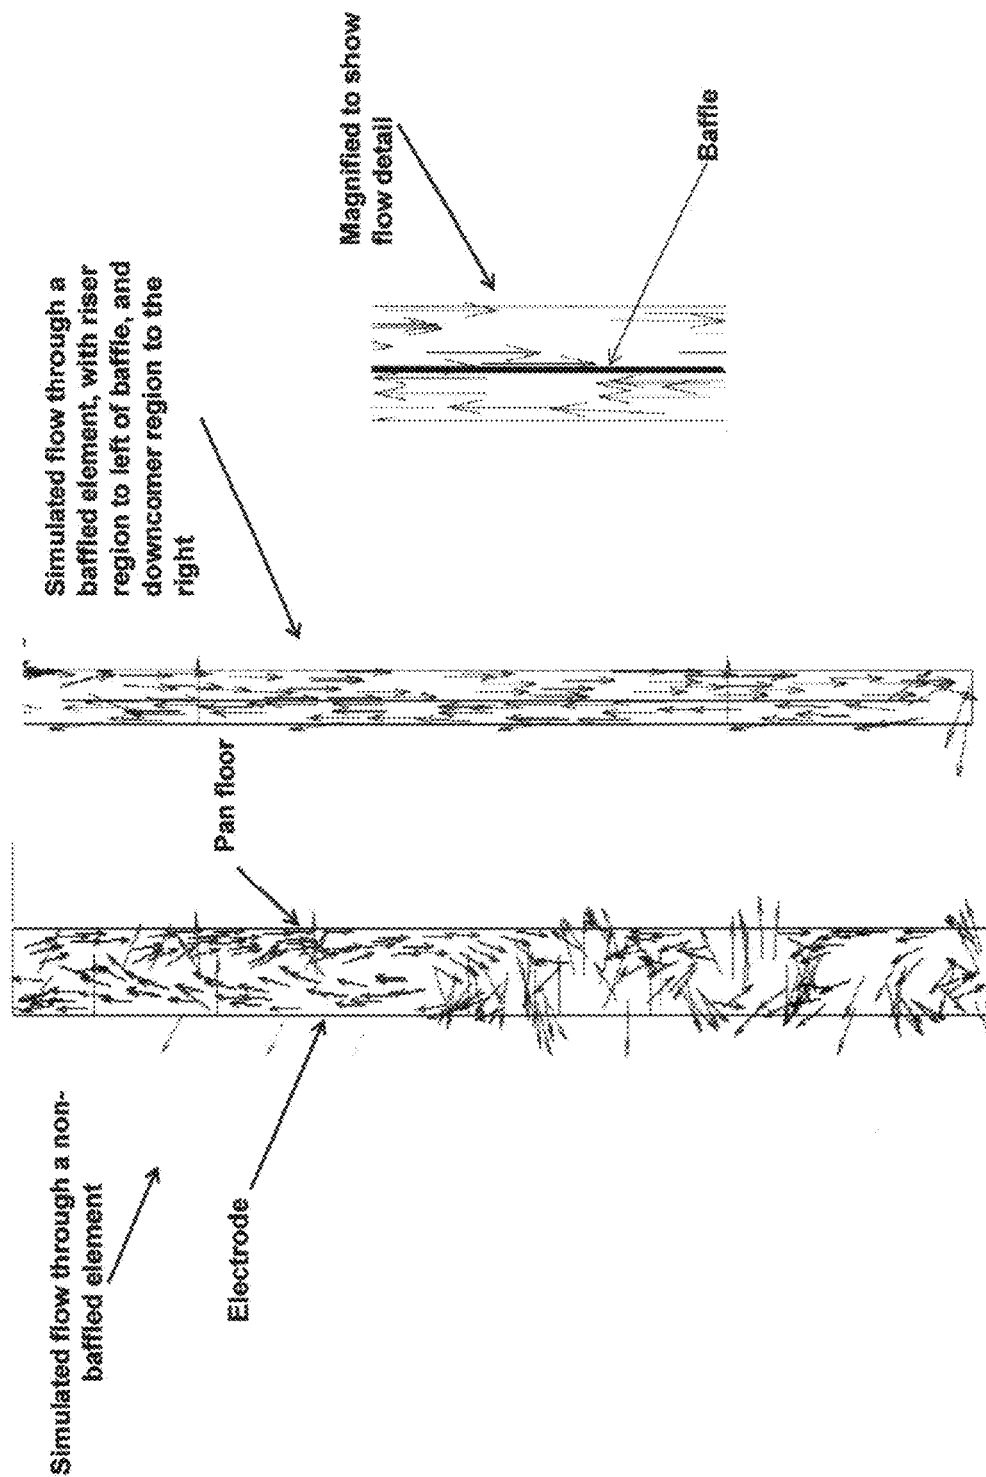 Simulated flow through a non-
baffled element
Electrode
Pan floor
Simulated flow through a
baffled element, with riser
region to left of baffle, and
downcomer region to the
right
Magnified to show
flow detail
Baffle